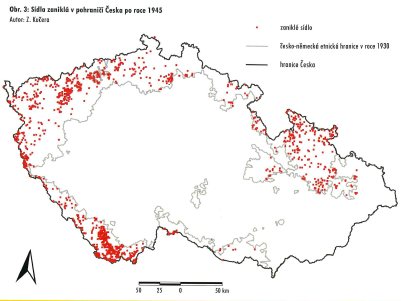 Obr. 3: Sídla zaniklá v pohraničí Česka po roce 1945
Autor: Z. Kučera
zaniklé sídlo
česko-německá etnická hranice v roce 1930
hranice Česka
50 25 0 50 km